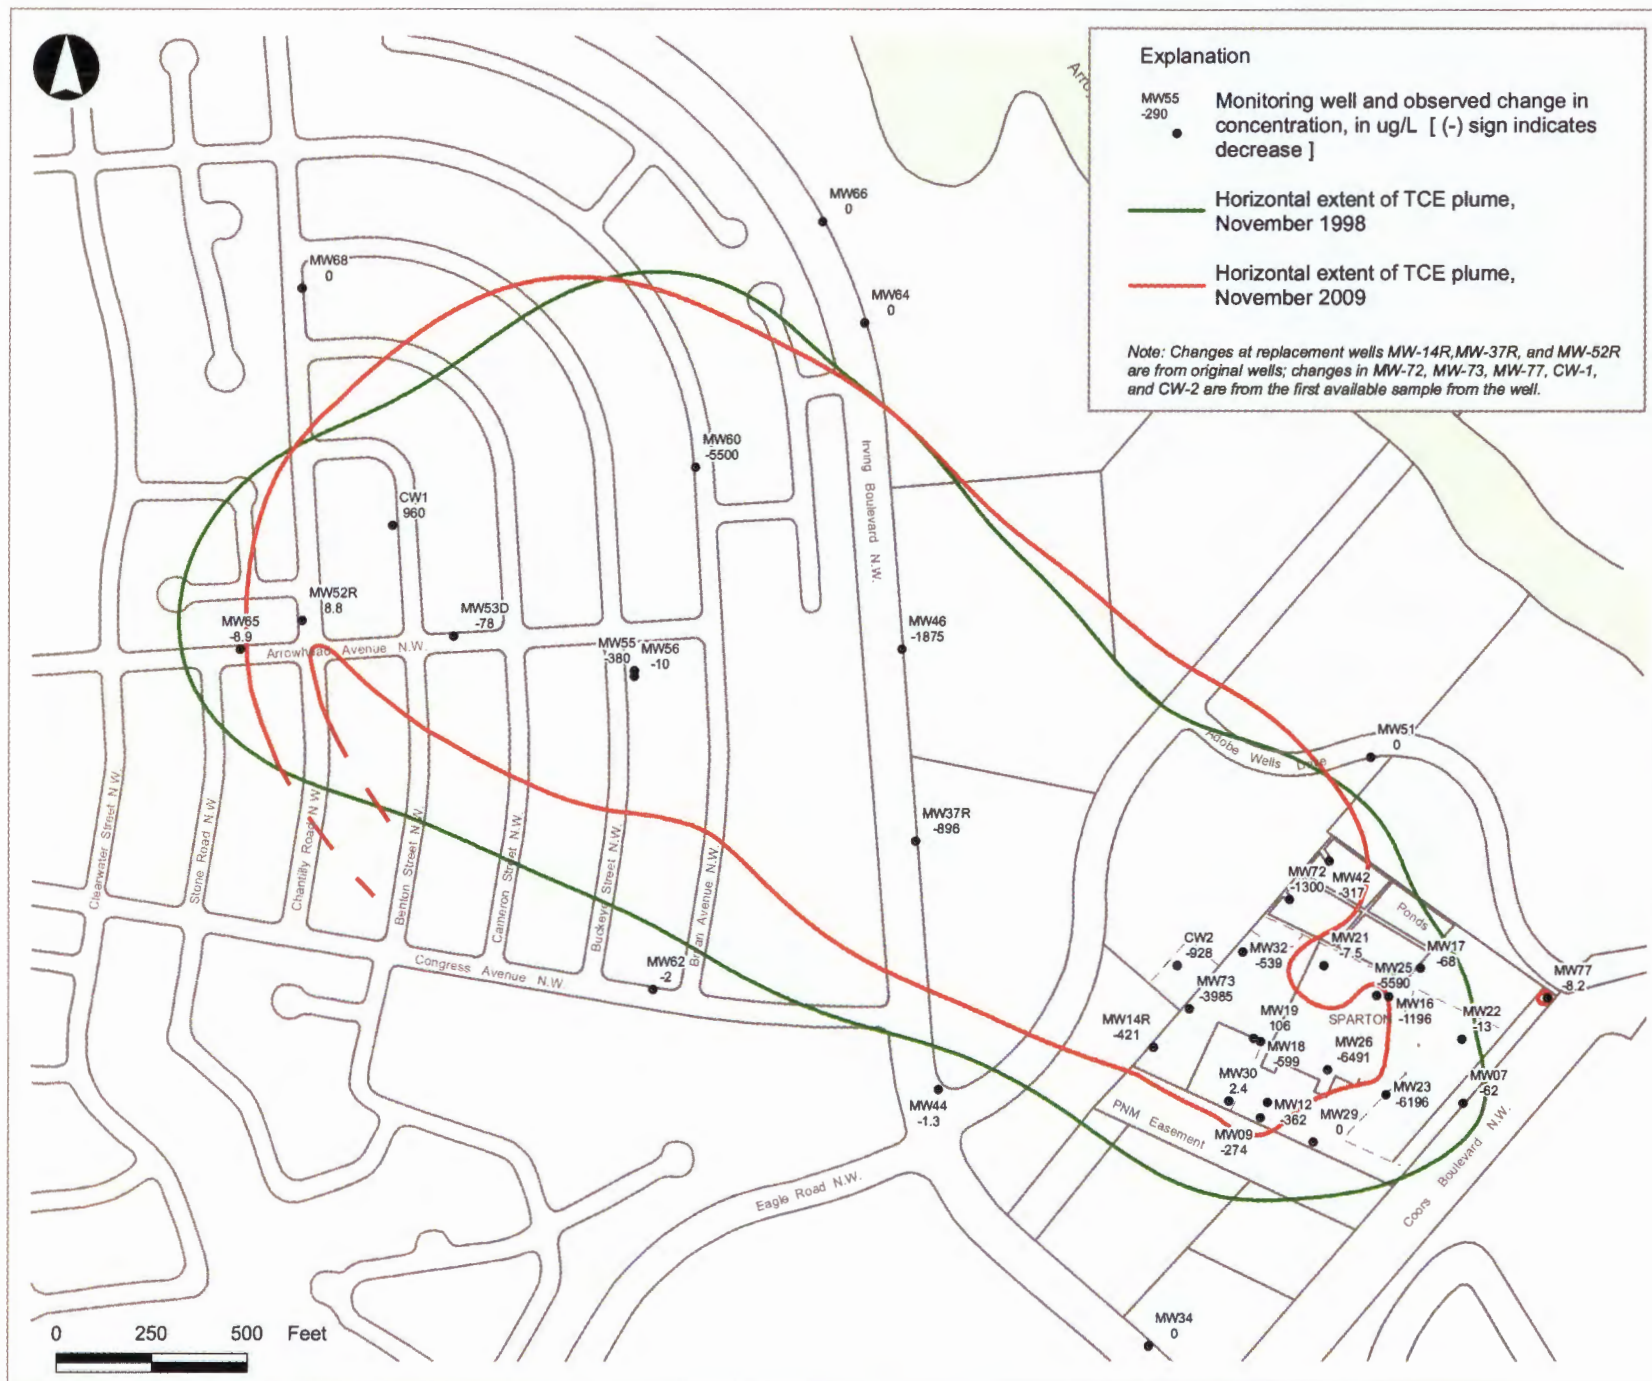 Explanation
MW55
-290
Monitoring well and observed change in
concentration, in ug/L [ (-) sign indicates
decrease ]
Horizontal extent of TCE plume,
November 1998
Horizontal extent of TCE plume,
November 2009
Note: Changes at replacement wells MW-14R,MW-37R, and MW-52R
are from original wells; changes in MW-72, MW-73, MW-77, CW-1,
and CW-2 are from the first available sample from the well.
MW66
0
MW68
0
MW64
0
MW60
-5500
Irving Boulevard N.W.
CW1
960
MW52R
8.8
MW65
-8.9
MW53D
-78
Arrowhead Avenue N.W.
MW55
-380
MW56
-10
MW46
-1875
MW51
0
Adobe Wells
MW37R
-896
Clearwater Street N.W.
Stone Road N.W.
Chantilly Road N.W.
Benton Street N.W.
Cameron Street N.W.
Buckeye Street N.W.
Brian Avenue N.W.
Congress Avenue N.W.
MW62
-2
MW72
-1300
MW42
-317
Ponds
CW2
-928
MW32
-539
MW21
-7.5
MW17
-68
MW25
-5590
MW77
-8.2
MW73
-3985
MW16
-1196
SPARTON
MW14R
-421
MW19
106
MW22
-13
MW18
-599
MW26
-6491
MW30
2.4
MW07
-62
MW23
-6196
MW12
-362
MW29
0
MW09
-274
MW44
-1.3
PNM Easement
Coors Boulevard N.W.
Eagle Road N.W.
MW34
0
0 250 500 Feet